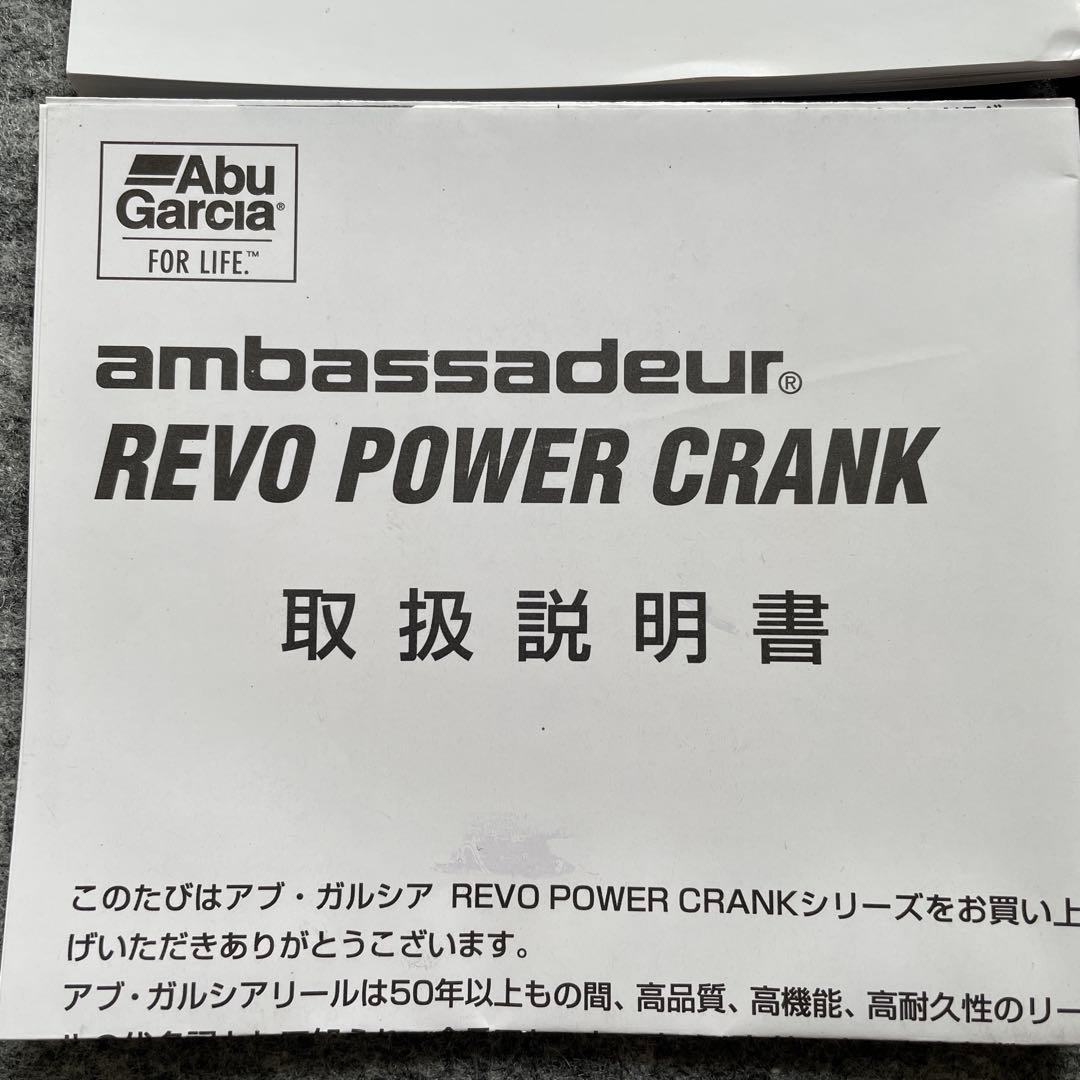 Abu
Garcia®
FOR LIFE.™
ambassadeur®
REVO POWER CRANK
取扱説明書
このたびはアブ・ガルシア REVO POWER CRANKシリーズをお買い上
げいただきありがとうございます。
アブ・ガルシアリールは50年以上もの間、高品質、高機能、高耐久性のリー